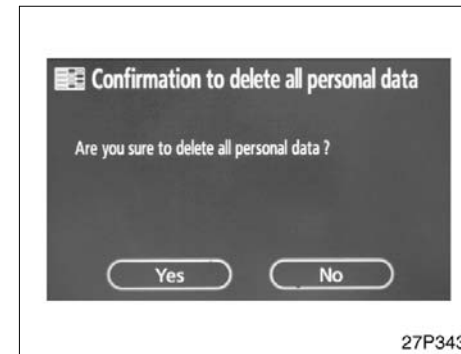 Confirmation to delete all personal data
Are you sure to delete all personal data ?
Yes
No
27P343